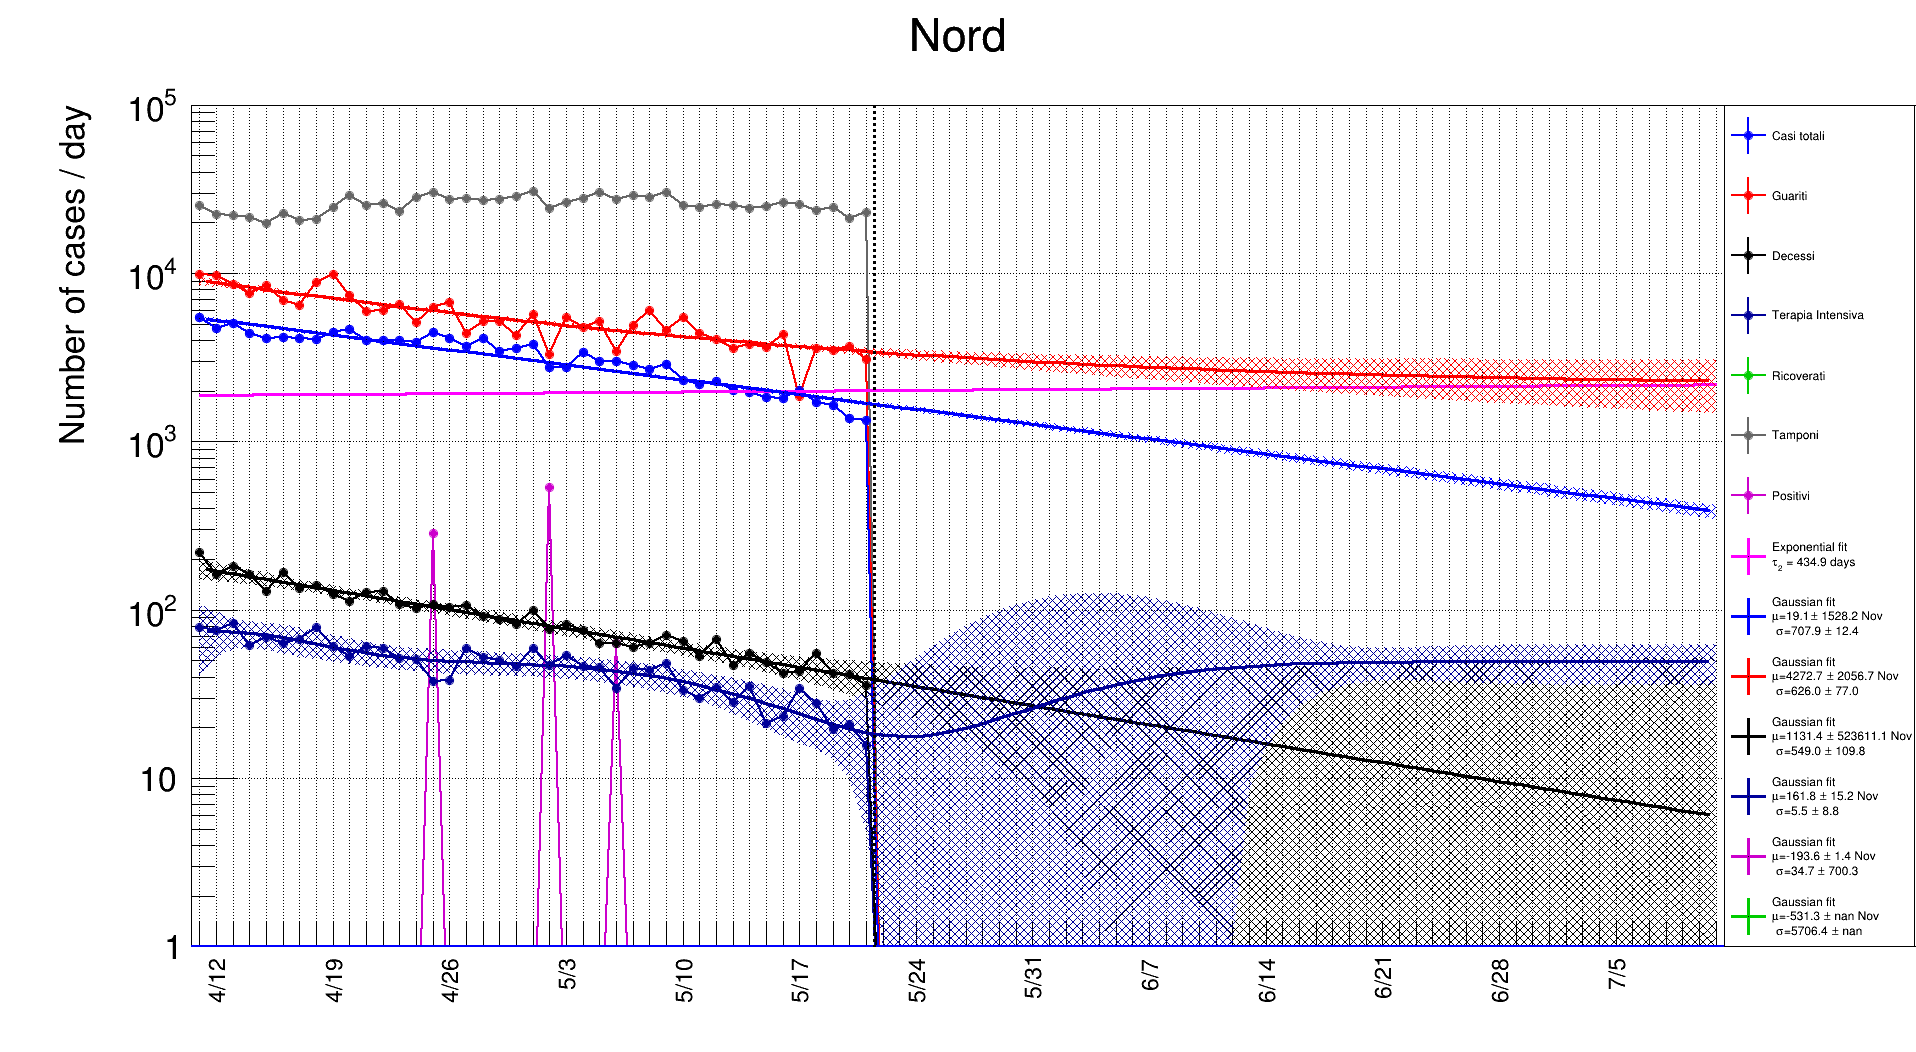 Nord
Number of cases / day
10^5
10^4
10^3
10^2
10
1
4/12
4/19
4/26
5/3
5/10
5/17
5/24
5/31
6/7
6/14
6/21
6/28
7/5
Casi totali
Guariti
Decessi
Terapia Intensiva
Ricoverati
Tamponi
Positivi
Exponential fit
τ_2 = 434.9 days
Gaussian fit
μ=19.1± 1528.2 Nov
σ=707.9 ± 12.4
Gaussian fit
μ=4272.7 ± 2056.7 Nov
σ=626.0 ± 77.0
Gaussian fit
μ=1131.4 ± 523611.1 Nov
σ=549.0 ± 109.8
Gaussian fit
μ=161.8 ± 15.2 Nov
σ=5.5 ± 8.8
Gaussian fit
μ=-193.6 ± 1.4 Nov
σ=34.7 ± 700.3
Gaussian fit
μ=-531.3 ± nan Nov
σ=5706.4 ± nan